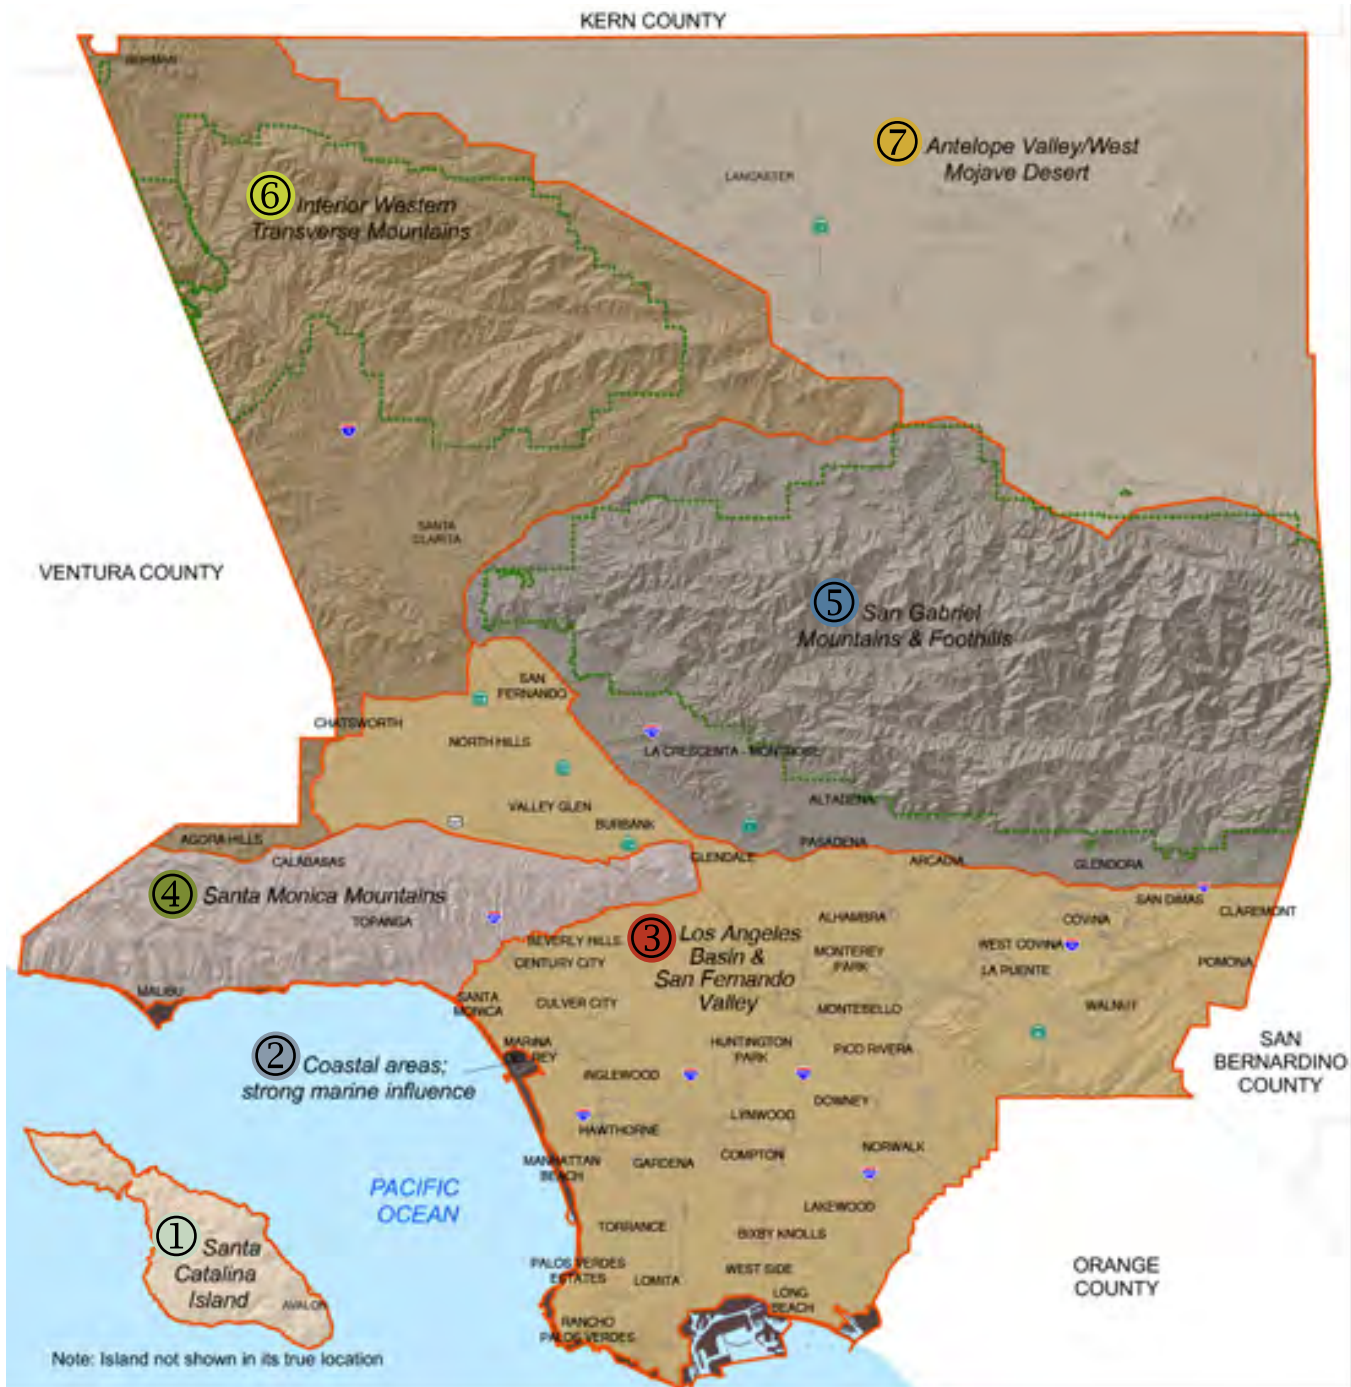 KERN COUNTY
GORMAN
7 Antelope Valley/West
Mojave Desert
LANCASTER
6 Interior Western
Transverse Mountains
SANTA
CLARITA
VENTURA COUNTY
5 San Gabriel
Mountains & Foothills
SAN
FERNANDO
CHATSWORTH
NORTH HILLS
LA CRESCENTA - MONTROSE
VALLEY GLEN
ALTADENA
BURBANK
AGORA HILLS
PASADENA
CALABASAS
GLENDALE
ARCADIA
GLENDORA
4 Santa Monica Mountains
SAN DIMAS
CLAREMONT
TOPANGA
ALHAMBRA
COVINA
BEVERLY HILLS
3 Los Angeles
Basin &
San Fernando
Valley
CENTURY CITY
MONTEREY
PARK
WEST COVINA
LA PUENTE
POMONA
MALIBU
SANTA
MONICA
CULVER CITY
MONTEBELLO
WALNUT
MARINA
DEL REY
HUNTINGTON
PARK
PICO RIVERA
SAN
BERNARDINO
COUNTY
2 Coastal areas;
strong marine influence
INGLEWOOD
DOWNEY
LYNWOOD
HAWTHORNE
NORWALK
MANHATTAN
BEACH
GARDENA
COMPTON
PACIFIC
OCEAN
LAKEWOOD
TORRANCE
BIXBY KNOLLS
1 Santa
Catalina
Island
AVALON
PALOS VERDES
ESTATES
LOMITA
WEST SIDE
LONG
BEACH
ORANGE
COUNTY
RANCHO
PALOS VERDES
Note: Island not shown in its true location